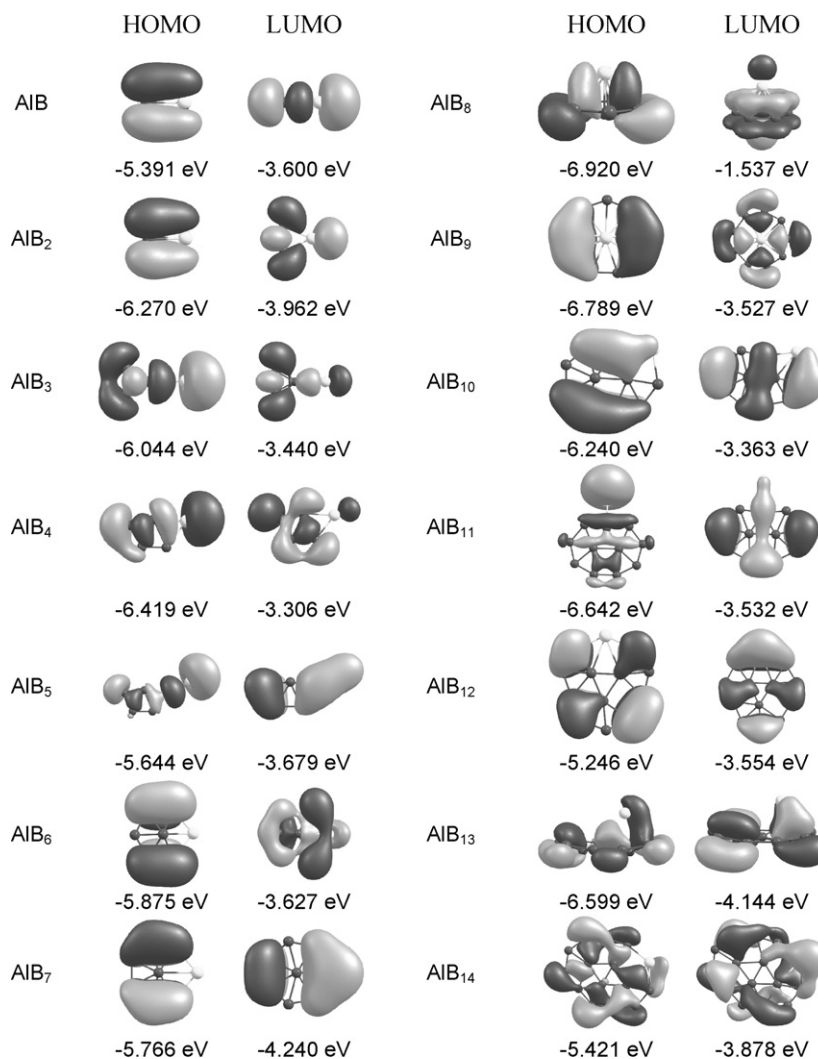 HOMO LUMO HOMO LUMO
AlB AlB₈
-5.391 eV -3.600 eV -6.920 eV -1.537 eV
AlB₂ AlB₉
-6.270 eV -3.962 eV -6.789 eV -3.527 eV
AlB₃ AlB₁₀
-6.044 eV -3.440 eV -6.240 eV -3.363 eV
AlB₄ AlB₁₁
-6.419 eV -3.306 eV -6.642 eV -3.532 eV
AlB₅ AlB₁₂
-5.644 eV -3.679 eV -5.246 eV -3.554 eV
AlB₆ AlB₁₃
-5.875 eV -3.627 eV -6.599 eV -4.144 eV
AlB₇ AlB₁₄
-5.766 eV -4.240 eV -5.421 eV -3.878 eV